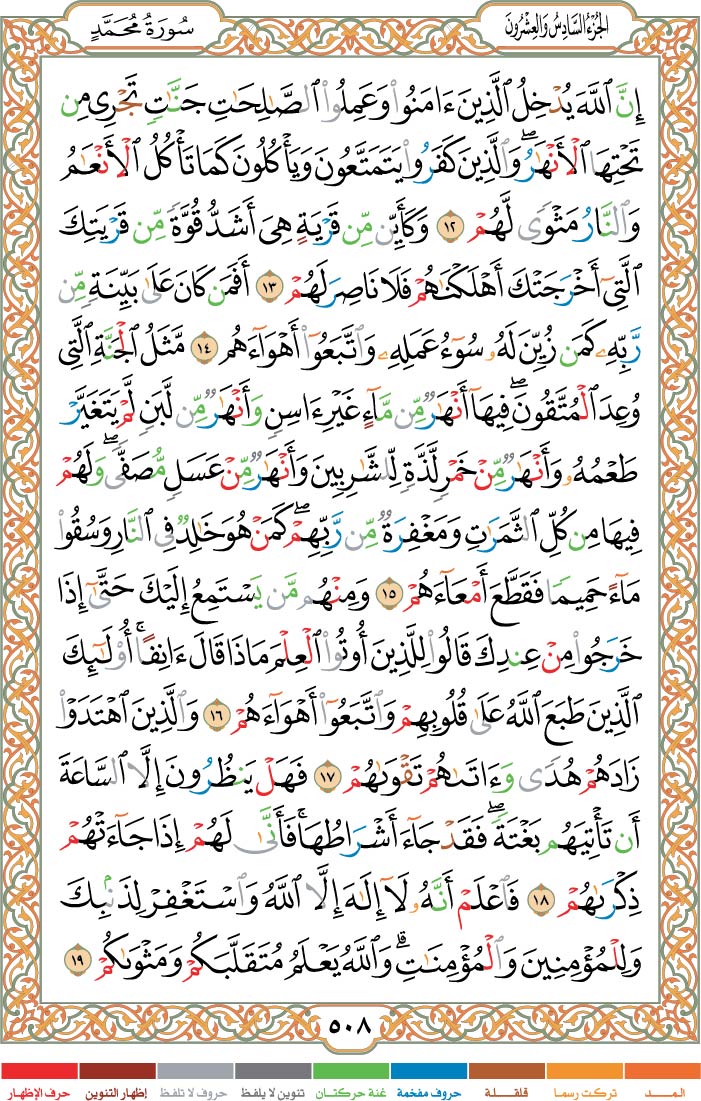 الجزء السادس والعشرون
سورة محمد
إِنَّ ٱللَّهَ يُدْخِلُ ٱلَّذِينَ ءَامَنُوا۟ وَعَمِلُوا۟ ٱلصَّـٰلِحَـٰتِ جَنَّـٰتٍ تَجْرِى مِن
تَحْتِهَا ٱلْأَنْهَـٰرُ ۖ وَٱلَّذِينَ كَفَرُوا۟ يَتَمَتَّعُونَ وَيَأْكُلُونَ كَمَا تَأْكُلُ ٱلْأَنْعَـٰمُ
وَٱلنَّارُ مَثْوًى لَّهُمْ ١٢ وَكَأَيِّن مِّن قَرْيَةٍ هِىَ أَشَدُّ قُوَّةً مِّن قَرْيَتِكَ
ٱلَّتِىٓ أَخْرَجَتْكَ أَهْلَكْنَـٰهُمْ فَلَا نَاصِرَ لَهُمْ ١٣ أَفَمَن كَانَ عَلَىٰ بَيِّنَةٍ مِّن
رَّبِّهِۦ كَمَن زُيِّنَ لَهُۥ سُوٓءُ عَمَلِهِۦ وَٱتَّبَعُوٓا۟ أَهْوَآءَهُم ١٤ مَّثَلُ ٱلْجَنَّةِ ٱلَّتِى
وُعِدَ ٱلْمُتَّقُونَ ۖ فِيهَآ أَنْهَـٰرٌ مِّن مَّآءٍ غَيْرِ ءَاسِنٍ وَأَنْهَـٰرٌ مِّن لَّبَنٍ لَّمْ يَتَغَيَّرْ
طَعْمُهُۥ وَأَنْهَـٰرٌ مِّنْ خَمْرٍ لَّذَّةٍ لِّلشَّـٰرِبِينَ وَأَنْهَـٰرٌ مِّنْ عَسَلٍ مُّصَفًّى ۖ وَلَهُمْ
فِيهَا مِن كُلِّ ٱلثَّمَرَٰتِ وَمَغْفِرَةٌ مِّن رَّبِّهِمْ ۖ كَمَنْ هُوَ خَـٰلِدٌ فِى ٱلنَّارِ وَسُقُوا۟
مَآءً حَمِيمًا فَقَطَّعَ أَمْعَآءَهُمْ ١٥ وَمِنْهُم مَّن يَسْتَمِعُ إِلَيْكَ حَتَّىٰٓ إِذَا
خَرَجُوا۟ مِنْ عِندِكَ قَالُوا۟ لِلَّذِينَ أُوتُوا۟ ٱلْعِلْمَ مَاذَا قَالَ ءَانِفًا ۚ أُو۟لَـٰٓئِكَ
ٱلَّذِينَ طَبَعَ ٱللَّهُ عَلَىٰ قُلُوبِهِمْ وَٱتَّبَعُوٓا۟ أَهْوَآءَهُمْ ١٦ وَٱلَّذِينَ ٱهْتَدَوْا۟
زَادَهُمْ هُدًى وَءَاتَىٰهُمْ تَقْوَىٰهُمْ ١٧ فَهَلْ يَنظُرُونَ إِلَّا ٱلسَّاعَةَ
أَن تَأْتِيَهُم بَغْتَةً ۖ فَقَدْ جَآءَ أَشْرَاطُهَا ۚ فَأَنَّىٰ لَهُمْ إِذَا جَآءَتْهُمْ
ذِكْرَىٰهُمْ ١٨ فَٱعْلَمْ أَنَّهُۥ لَآ إِلَـٰهَ إِلَّا ٱللَّهُ وَٱسْتَغْفِرْ لِذَنۢبِكَ
وَلِلْمُؤْمِنِينَ وَٱلْمُؤْمِنَـٰتِ ۗ وَٱللَّهُ يَعْلَمُ مُتَقَلَّبَكُمْ وَمَثْوَىٰكُمْ ١٩
٥٠٨
المـــد تركت رسما قلقـلـة حروف مفخمة غنة حركتان تنوين لا يلفظ حروف لا تلفظ إظهار التنوين حرف الإظهار